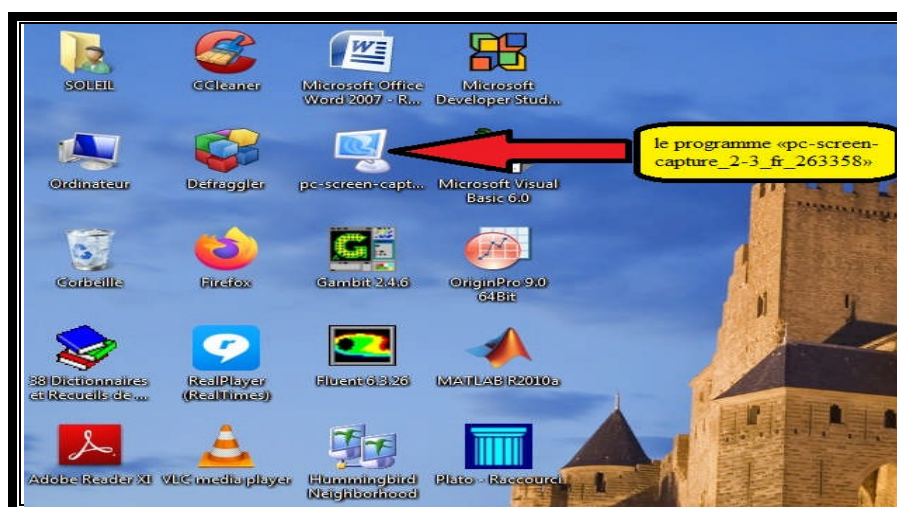 SOLEIL
CCleaner
Microsoft Office
Word 2007 - R...
Microsoft
Developer Stud...
le programme «pc-screen-
capture_2-3_fr_263358»
Ordinateur
Defraggler
pc-screen-capt...
Microsoft Visual
Basic 6.0
Corbeille
Firefox
Gambit 2.4.6
OriginPro 9.0
64Bit
38 Dictionnaires
et Recueils de ...
RealPlayer
(RealTimes)
Fluent 6.3.26
MATLAB R2010a
Adobe Reader XI
VLC media player
Hummingbird
Neighborhood
Plato - Raccourci